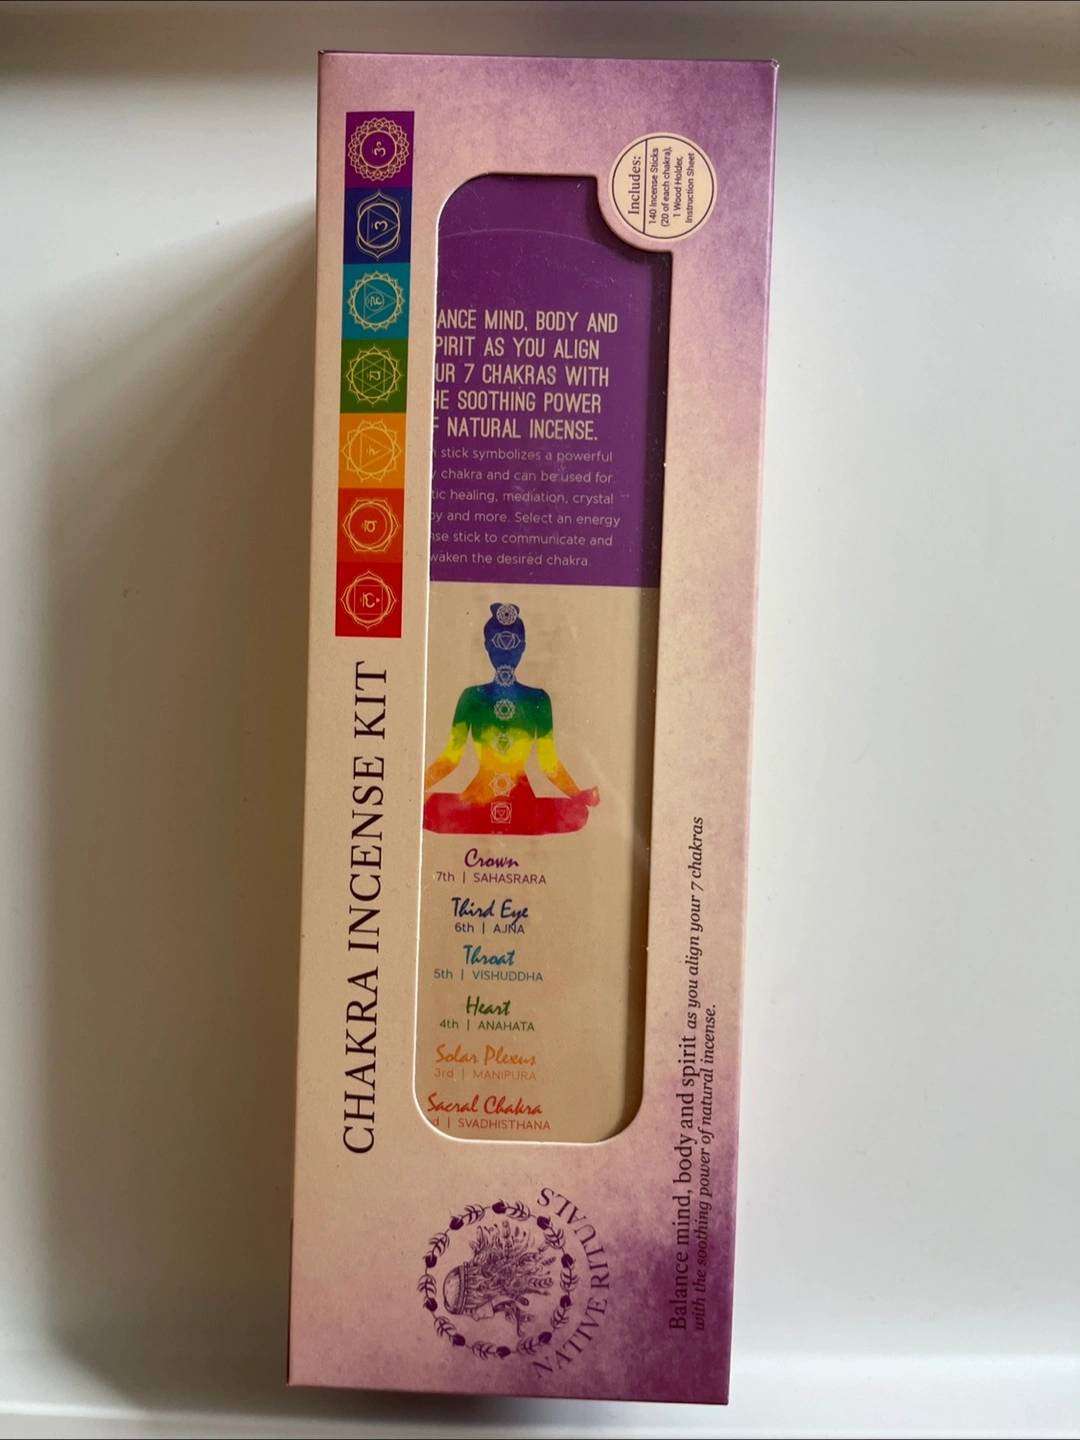 Includes:
140 Incense Sticks
(20 of each chakra),
1 Wood Holder,
Instruction Sheet
ANCE MIND, BODY AND
PIRIT AS YOU ALIGN
UR 7 CHAKRAS WITH
HE SOOTHING POWER
F NATURAL INCENSE.
stick symbolizes a powerful
chakra and can be used for
tic healing, mediation, crystal
py and more. Select an energy
nse stick to communicate and
waken the desired chakra.
Crown
7th | SAHASRARA
Third Eye
6th | AJNA
Throat
5th | VISHUDDHA
Heart
4th | ANAHATA
Solar Plexus
3rd | MANIPURA
Sacral Chakra
d | SVADHISTHANA
CHAKRA INCENSE KIT
Balance mind, body and spirit as you align your 7 chakras
with the soothing power of natural incense.
NATIVE RITUALS